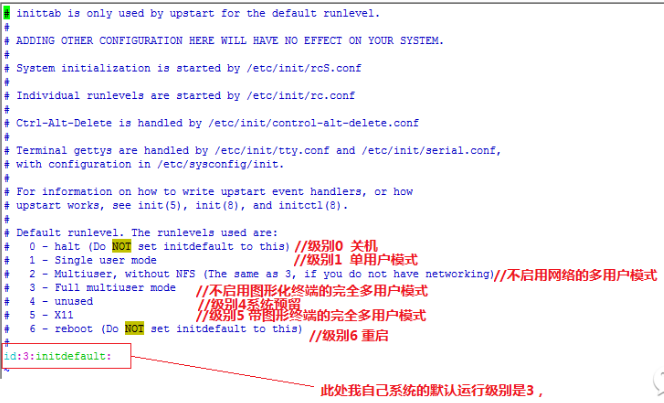 # inittab is only used by upstart for the default runlevel.
#
# ADDING OTHER CONFIGURATION HERE WILL HAVE NO EFFECT ON YOUR SYSTEM.
#
# System initialization is started by /etc/init/rcS.conf
#
# Individual runlevels are started by /etc/init/rc.conf
#
# Ctrl-Alt-Delete is handled by /etc/init/control-alt-delete.conf
#
# Terminal gettys are handled by /etc/init/tty.conf and /etc/init/serial.conf,
# with configuration in /etc/sysconfig/init.
#
# For information on how to write upstart event handlers, or how
# upstart works, see init(5), init(8), and initctl(8).
#
# Default runlevel. The runlevels used are:
#   0 - halt (Do NOT set initdefault to this) //级别0 关机
#   1 - Single user mode //级别1 单用户模式
#   2 - Multiuser, without NFS (The same as 3, if you do not have networking) //不启用网络的多用户模式
#   3 - Full multiuser mode //不启用图形化终端的完全多用户模式
#   4 - unused //级别4系统预留
#   5 - X11 //级别5 带图形终端的完全多用户模式
#   6 - reboot (Do NOT set initdefault to this) //级别6 重启
#
id:3:initdefault:
~
此处我自己系统的默认运行级别是3，